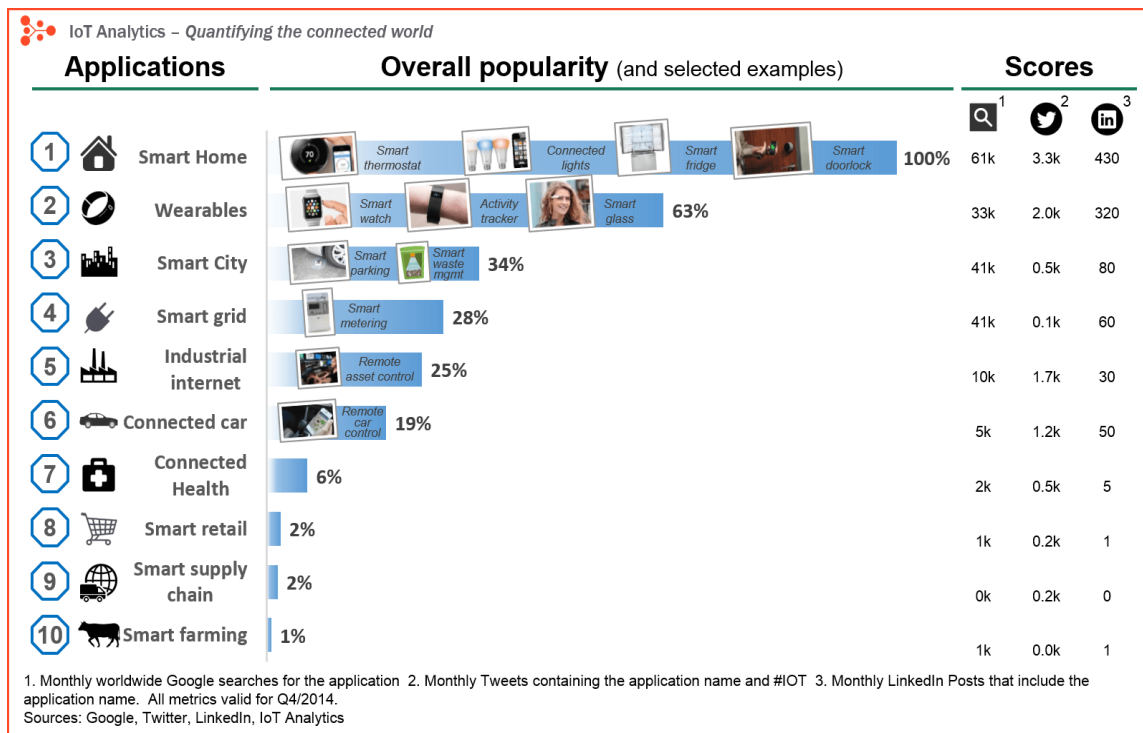 IoT Analytics – Quantifying the connected world
Applications
Overall popularity (and selected examples)
Scores
1 2 3
1 Smart Home Smart thermostat Connected lights Smart fridge Smart doorlock 100% 61k 3.3k 430
2 Wearables Smart watch Activity tracker Smart glass 63% 33k 2.0k 320
3 Smart City Smart parking Smart waste mgmt 34% 41k 0.5k 80
4 Smart grid Smart metering 28% 41k 0.1k 60
5 Industrial internet Remote asset control 25% 10k 1.7k 30
6 Connected car Remote car control 19% 5k 1.2k 50
7 Connected Health 6% 2k 0.5k 5
8 Smart retail 2% 1k 0.2k 1
9 Smart supply chain 2% 0k 0.2k 0
10 Smart farming 1% 1k 0.0k 1
1. Monthly worldwide Google searches for the application 2. Monthly Tweets containing the application name and #IOT 3. Monthly LinkedIn Posts that include the
application name. All metrics valid for Q4/2014.
Sources: Google, Twitter, LinkedIn, IoT Analytics